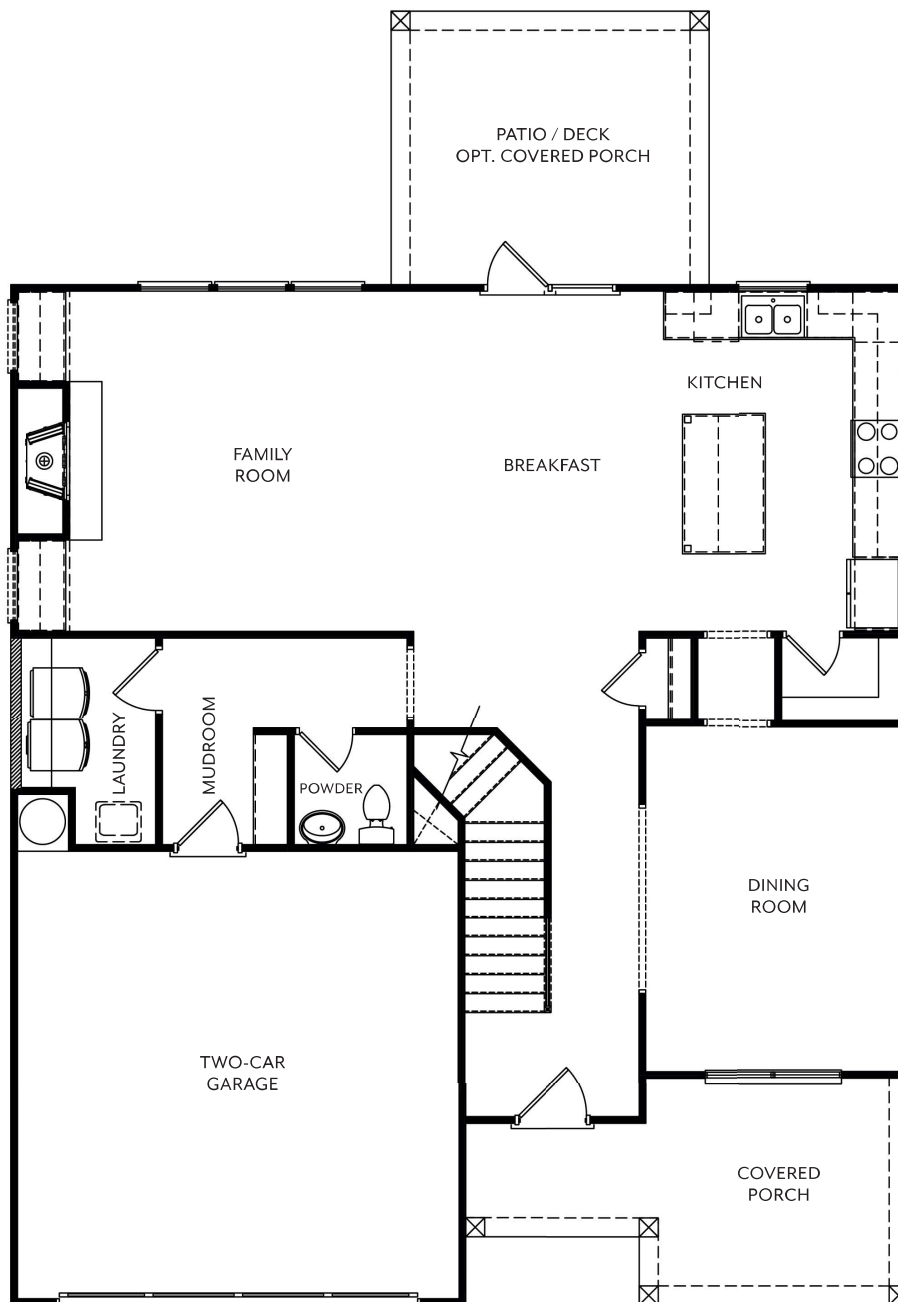 PATIO / DECK
OPT. COVERED PORCH
KITCHEN
FAMILY
ROOM
BREAKFAST
LAUNDRY
MUDROOM
POWDER
DINING
ROOM
TWO-CAR
GARAGE
COVERED
PORCH